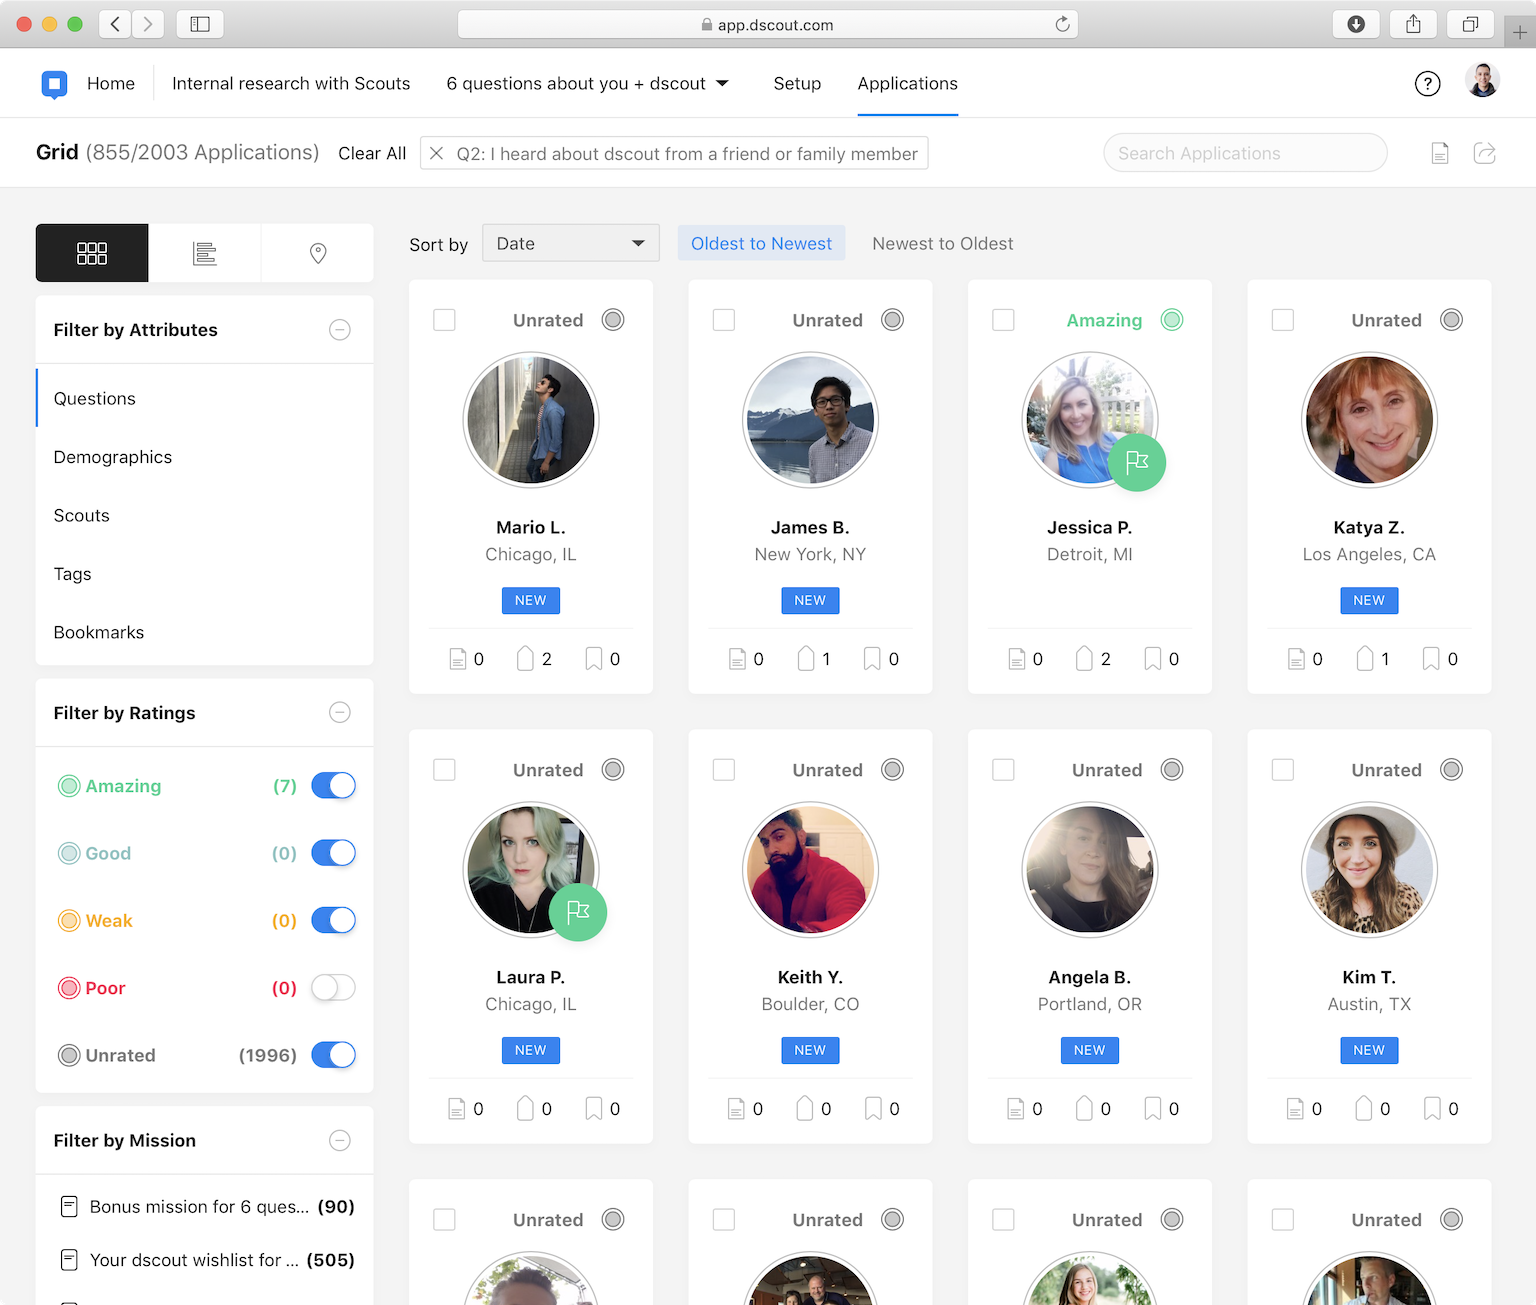 app.dscout.com
Home
Internal research with Scouts
6 questions about you + dscout
Setup
Applications
?
Grid (855/2003 Applications)
Clear All
Q2: I heard about dscout from a friend or family member
Search Applications
Filter by Attributes
Questions
Demographics
Scouts
Tags
Bookmarks
Filter by Ratings
Amazing (7)
Good (0)
Weak (0)
Poor (0)
Unrated (1996)
Filter by Mission
Bonus mission for 6 ques... (90)
Your dscout wishlist for ... (505)
Sort by
Date
Oldest to Newest
Newest to Oldest
Unrated
Mario L.
Chicago, IL
NEW
0 2 0
Unrated
James B.
New York, NY
NEW
0 1 0
Amazing
Jessica P.
Detroit, MI
0 2 0
Unrated
Katya Z.
Los Angeles, CA
NEW
0 1 0
Unrated
Laura P.
Chicago, IL
NEW
0 0 0
Unrated
Keith Y.
Boulder, CO
NEW
0 0 0
Unrated
Angela B.
Portland, OR
NEW
0 0 0
Unrated
Kim T.
Austin, TX
NEW
0 0 0
Unrated
Unrated
Unrated
Unrated